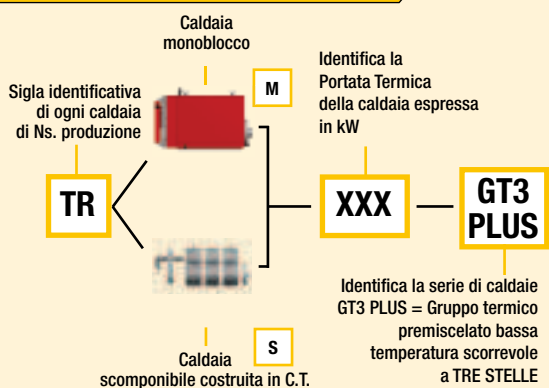 Caldaia
monoblocco
M
Identifica la
Portata Termica
della caldaia espressa
in kW
Sigla identificativa
di ogni caldaia
di Ns. produzione
TR
XXX
GT3
PLUS
Identifica la serie di caldaie
GT3 PLUS = Gruppo termico
premiscelato bassa
temperatura scorrevole
a TRE STELLE
S
Caldaia
scomponibile costruita in C.T.